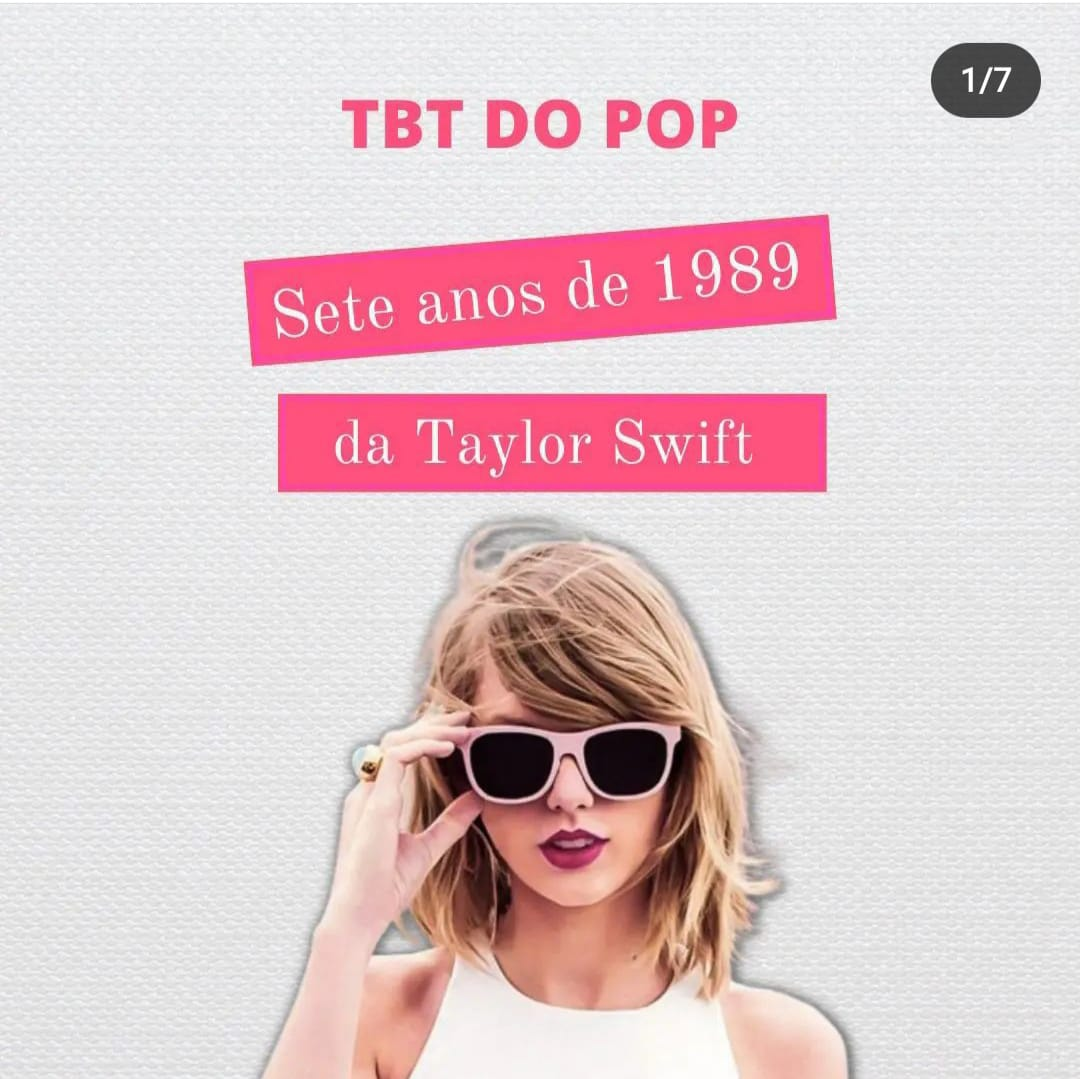 1/7
TBT DO POP
Sete anos de 1989
da Taylor Swift